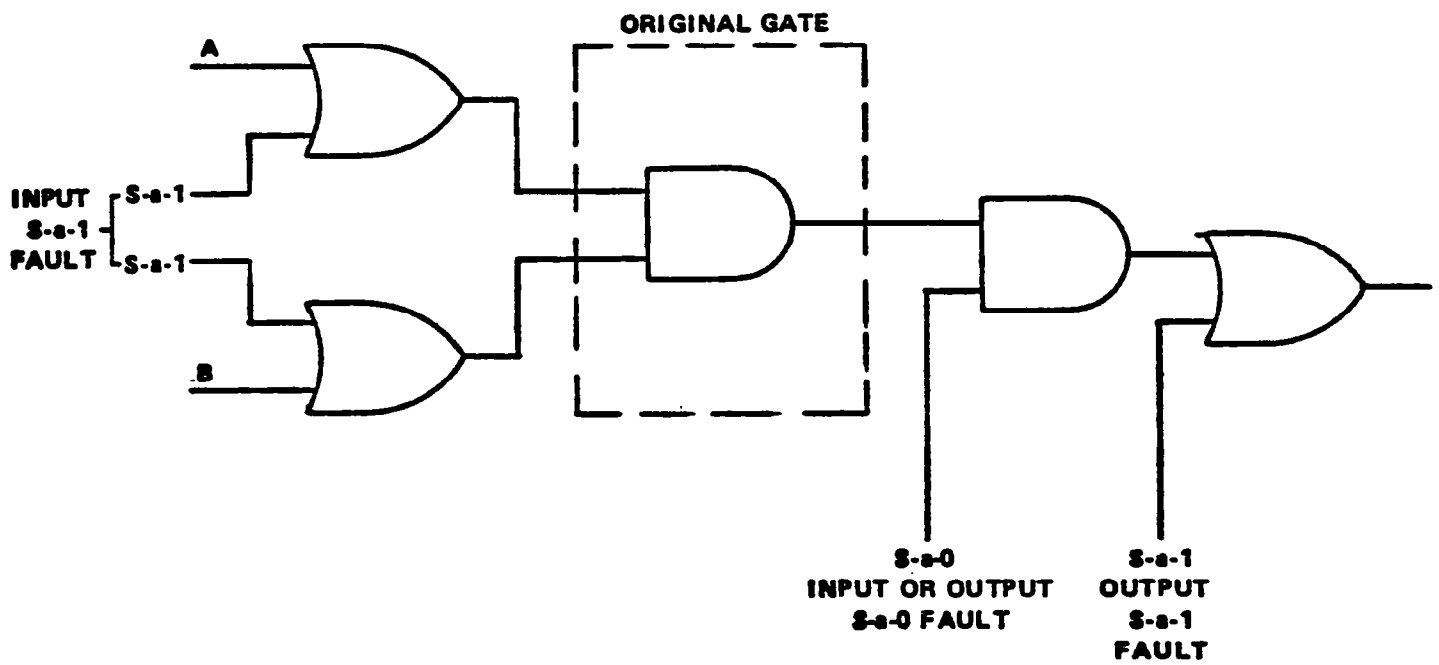 ORIGINAL GATE
A
INPUT
S-a-1
FAULT
S-a-1
S-a-1
B
S-a-0
INPUT OR OUTPUT
S-a-0 FAULT
S-a-1
OUTPUT
S-a-1
FAULT